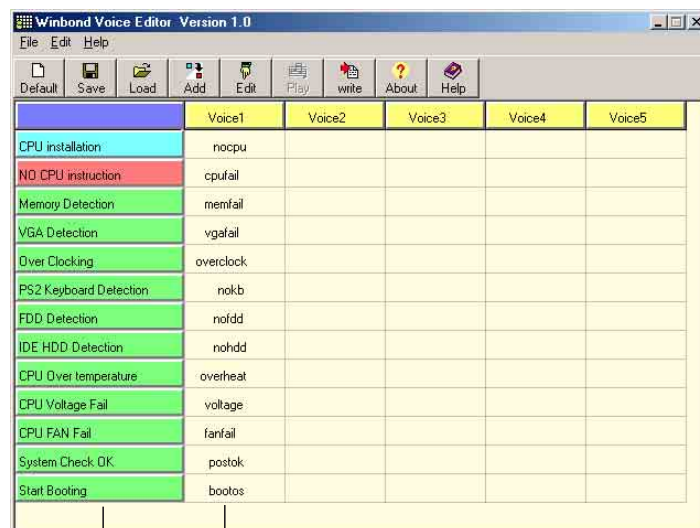 Winbond Voice Editor Version 1.0
File Edit Help
Default Save Load Add Edit Play write About Help
Voice1 Voice2 Voice3 Voice4 Voice5
CPU installation nocpu
NO CPU instruction cpufail
Memory Detection memfail
VGA Detection vgafail
Over Clocking overclock
PS2 Keyboard Detection nokb
FDD Detection nofdd
IDE HDD Detection nohdd
CPU Over temperature overheat
CPU Voltage Fail voltage
CPU FAN Fail fanfail
System Check OK postok
Start Booting bootos